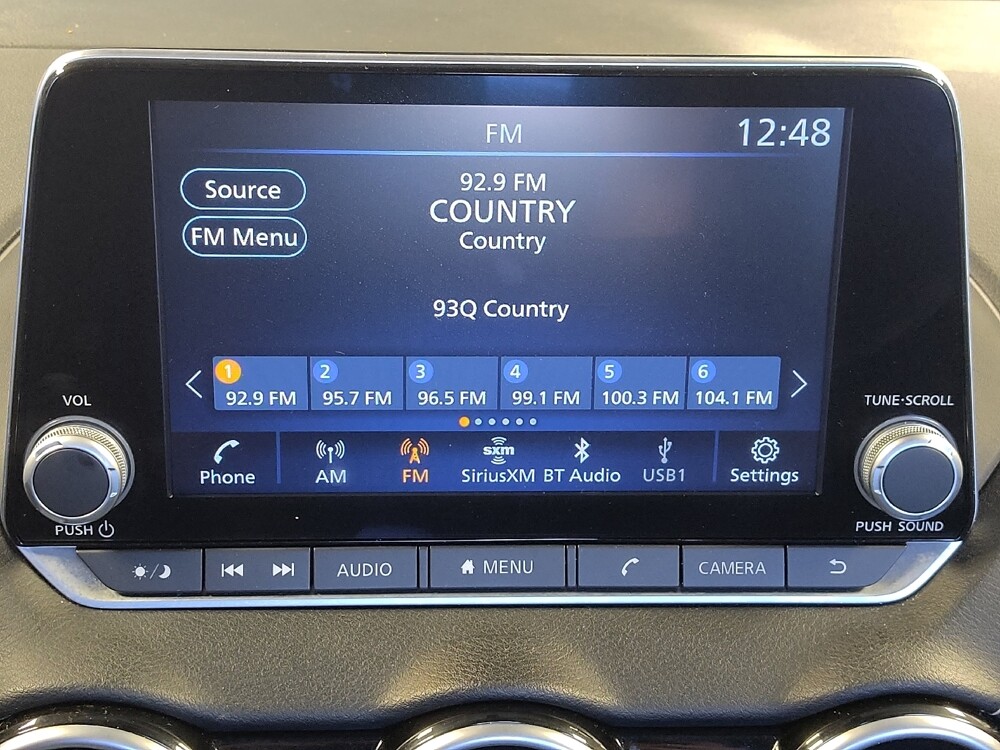 FM 12:48
Source
92.9 FM
COUNTRY
FM Menu
Country
93Q Country
1 2 3 4 5 6
92.9 FM 95.7 FM 96.5 FM 99.1 FM 100.3 FM 104.1 FM
VOL
TUNE·SCROLL
sxm
Phone AM FM SiriusXM BT Audio USB1 Settings
PUSH
PUSH SOUND
AUDIO MENU CAMERA